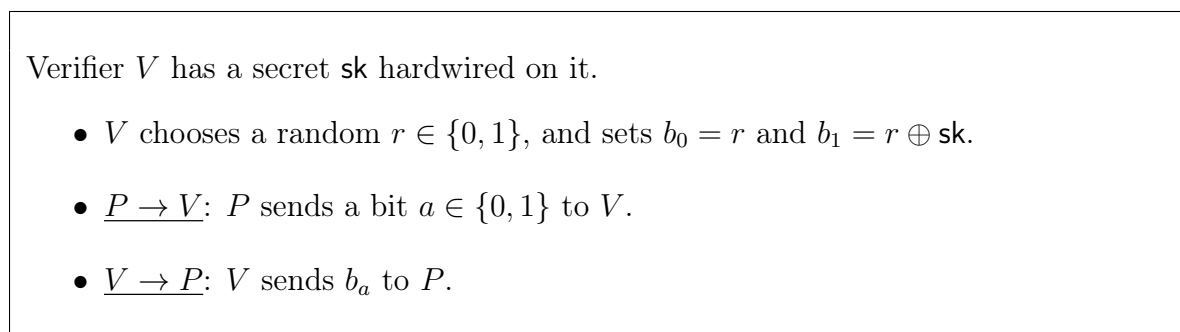 Verifier V has a secret sk hardwired on it.
• V chooses a random r ∈ {0, 1}, and sets b₀ = r and b₁ = r ⊕ sk.
• P → V: P sends a bit a ∈ {0, 1} to V.
• V → P: V sends bₐ to P.